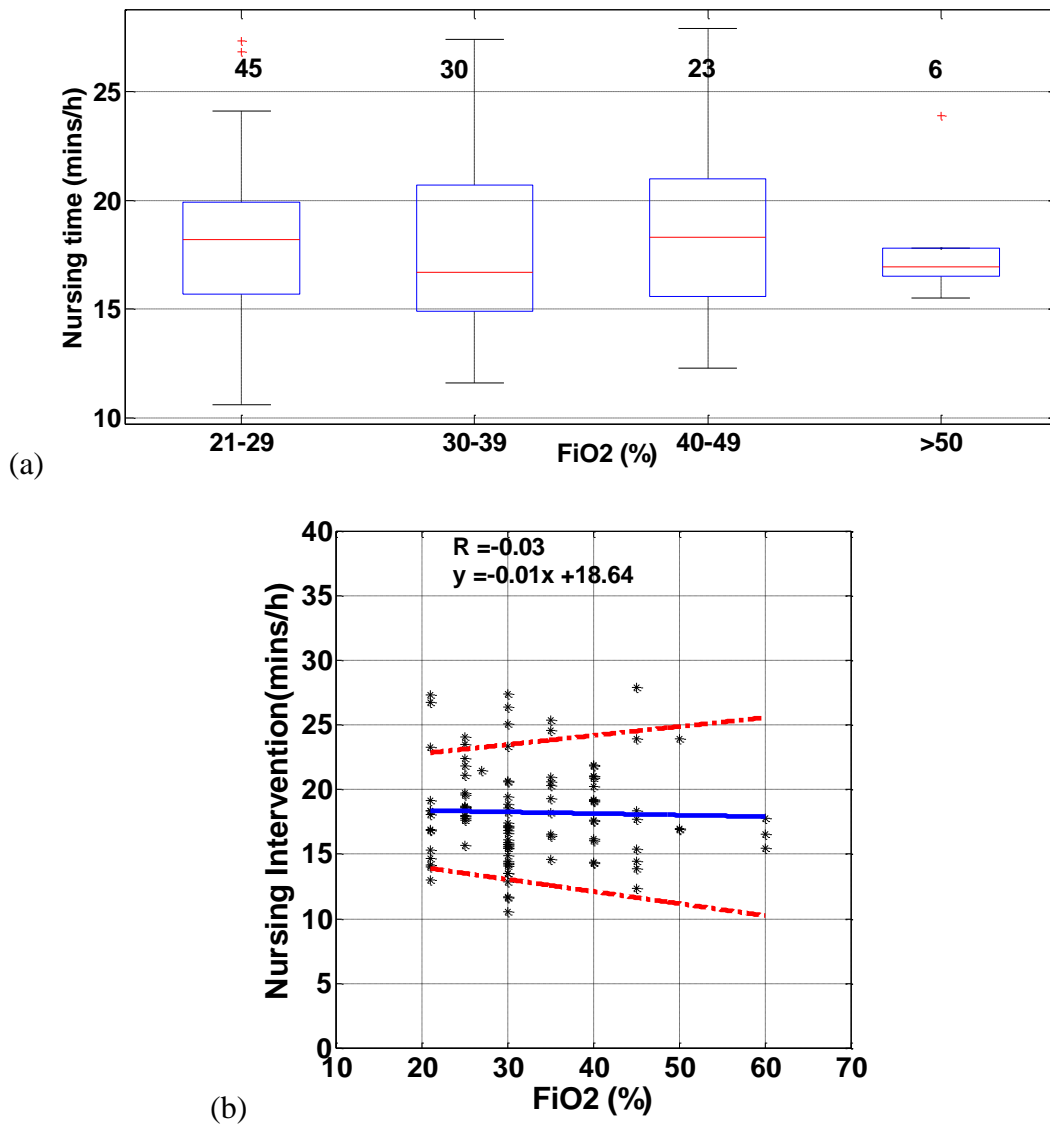 45 30 23 6
25
20
15
10
Nursing time (mins/h)
21-29 30-39 40-49 >50
FiO2 (%)
(a)
R =-0.03
y =-0.01x +18.64
40
35
30
25
20
15
10
5
0
Nursing Intervention(mins/h)
10 20 30 40 50 60 70
FiO2 (%)
(b)